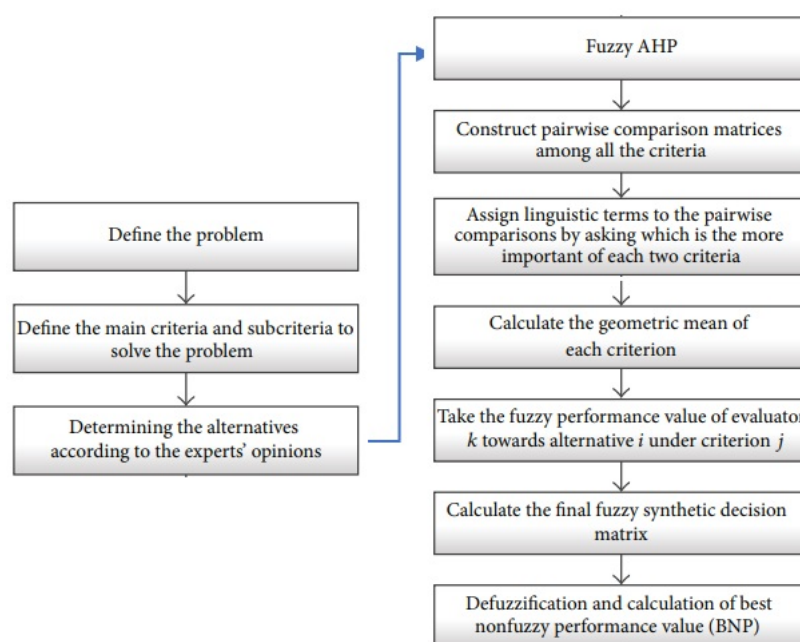 Define the problem
Define the main criteria and subcriteria to
solve the problem
Determining the alternatives
according to the experts' opinions
Fuzzy AHP
Construct pairwise comparison matrices
among all the criteria
Assign linguistic terms to the pairwise
comparisons by asking which is the more
important of each two criteria
Calculate the geometric mean of
each criterion
Take the fuzzy performance value of evaluator
k towards alternative i under criterion j
Calculate the final fuzzy synthetic decision
matrix
Defuzzification and calculation of best
nonfuzzy performance value (BNP)